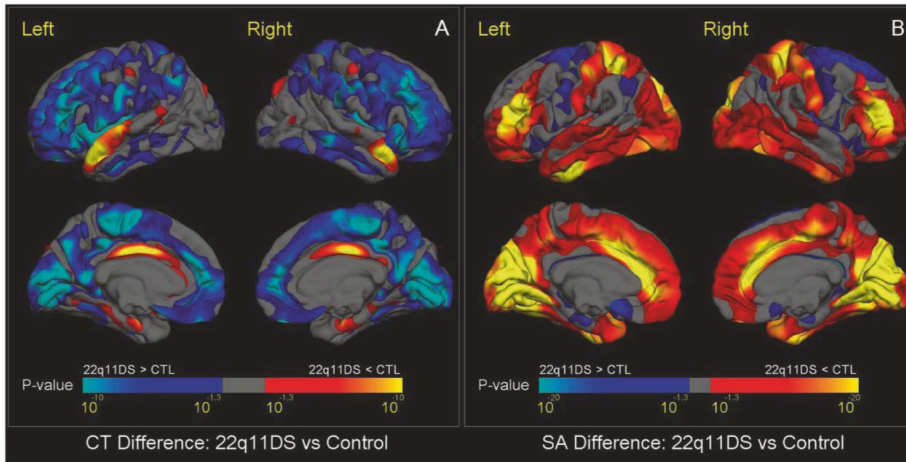 Left Right A
Left Right B
22q11DS > CTL 22q11DS < CTL
P-value
10^-10 10^-1.3 10^-1.3 10^-10
CT Difference: 22q11DS vs Control
22q11DS > CTL 22q11DS < CTL
P-value
10^-20 10^-1.3 10^-1.3 10^-20
SA Difference: 22q11DS vs Control